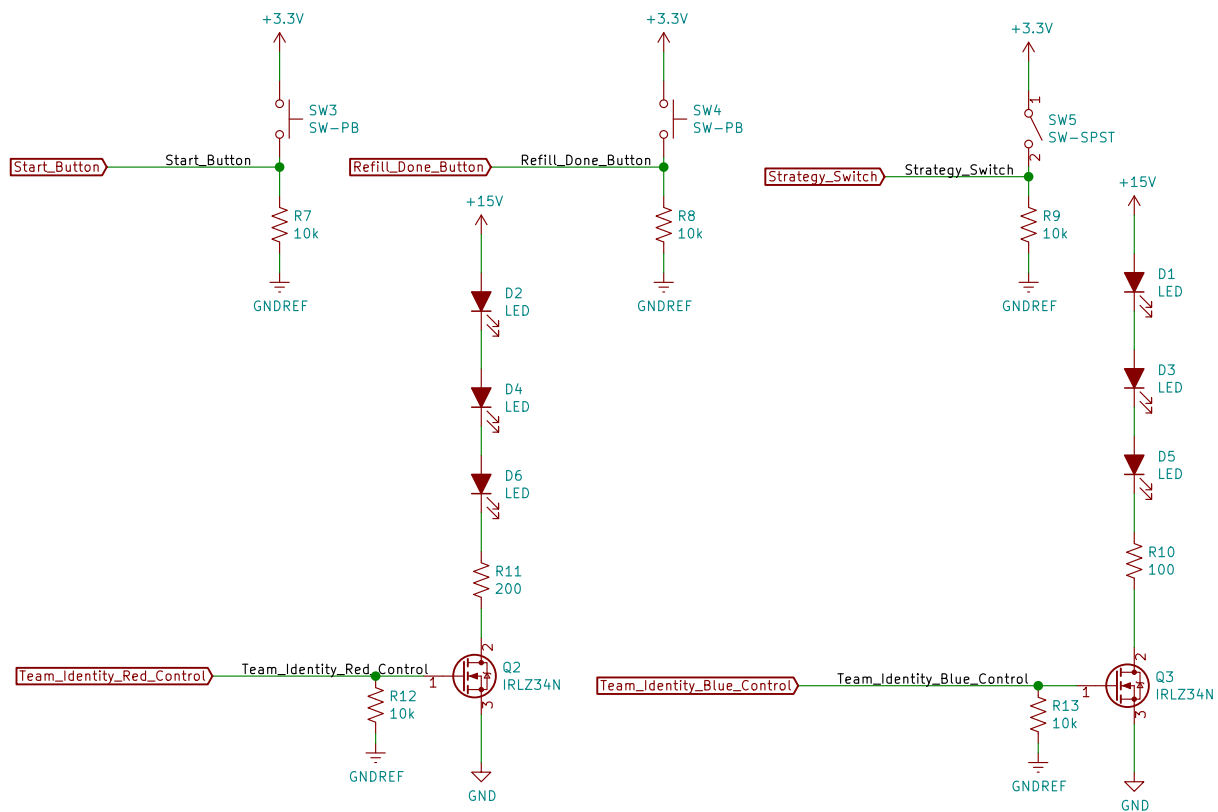 +3.3V
+3.3V
+3.3V
SW3
SW-PB
SW4
SW-PB
1
SW5
SW-SPST
2
Start_Button
Start_Button
Refill_Done_Button
Refill_Done_Button
Strategy_Switch
Strategy_Switch
+15V
+15V
R7
10k
R8
10k
R9
10k
GNDREF
GNDREF
GNDREF
D2
LED
D1
LED
D4
LED
D3
LED
D6
LED
D5
LED
R11
200
R10
100
Team_Identity_Red_Control
Team_Identity_Red_Control
1
2
Q2
IRLZ34N
3
R12
10k
GNDREF
GND
Team_Identity_Blue_Control
Team_Identity_Blue_Control
1
2
Q3
IRLZ34N
3
R13
10k
GNDREF
GND